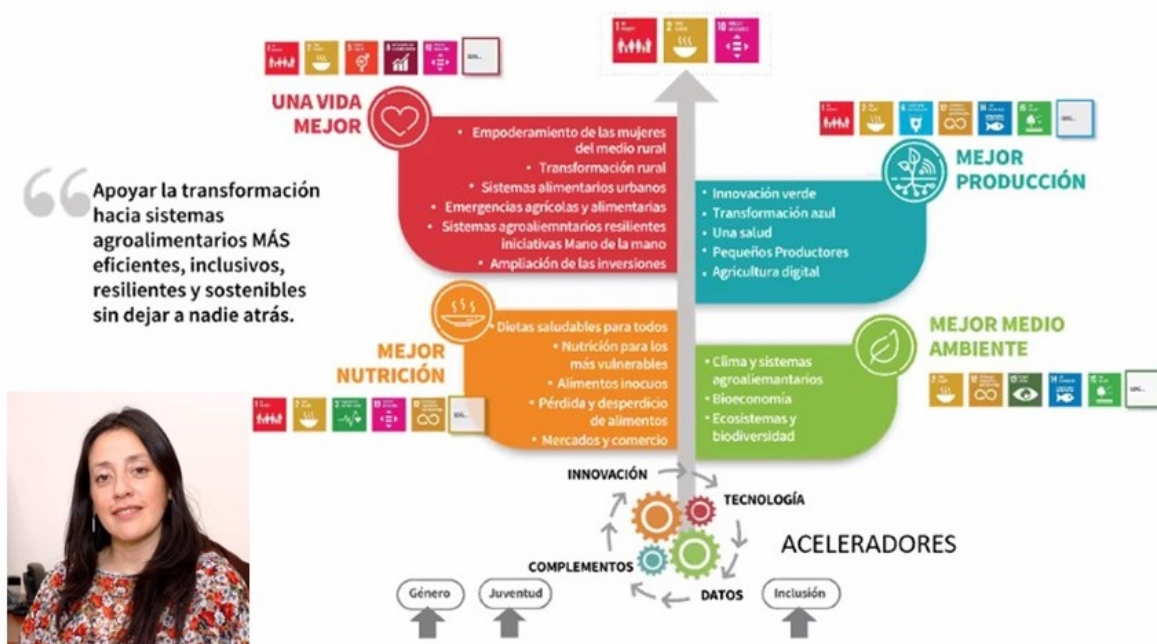 UNA VIDA
MEJOR
• Empoderamiento de las mujeres
del medio rural
• Transformación rural
• Sistemas alimentarios urbanos
• Emergencias agrícolas y alimentarias
• Sistemas agroaliemntarios resilientes
iniciativas Mano de la mano
• Ampliación de las inversiones
MEJOR
PRODUCCIÓN
• Innovación verde
• Transformación azul
• Una salud
• Pequeños Productores
• Agricultura digital
“ Apoyar la transformación
hacia sistemas
agroalimentarios MÁS
eficientes, inclusivos,
resilientes y sostenibles
sin dejar a nadie atrás.
MEJOR
NUTRICIÓN
• Dietas saludables para todos
• Nutrición para los
más vulnerables
• Alimentos inocuos
• Pérdida y desperdicio
de alimentos
• Mercados y comercio
MEJOR MEDIO
AMBIENTE
• Clima y sistemas
agroaliemantarios
• Bioeconomía
• Ecosistemas y
biodiversidad
INNOVACIÓN
TECNOLOGÍA
ACELERADORES
COMPLEMENTOS
DATOS
Género
Juventud
Inclusión